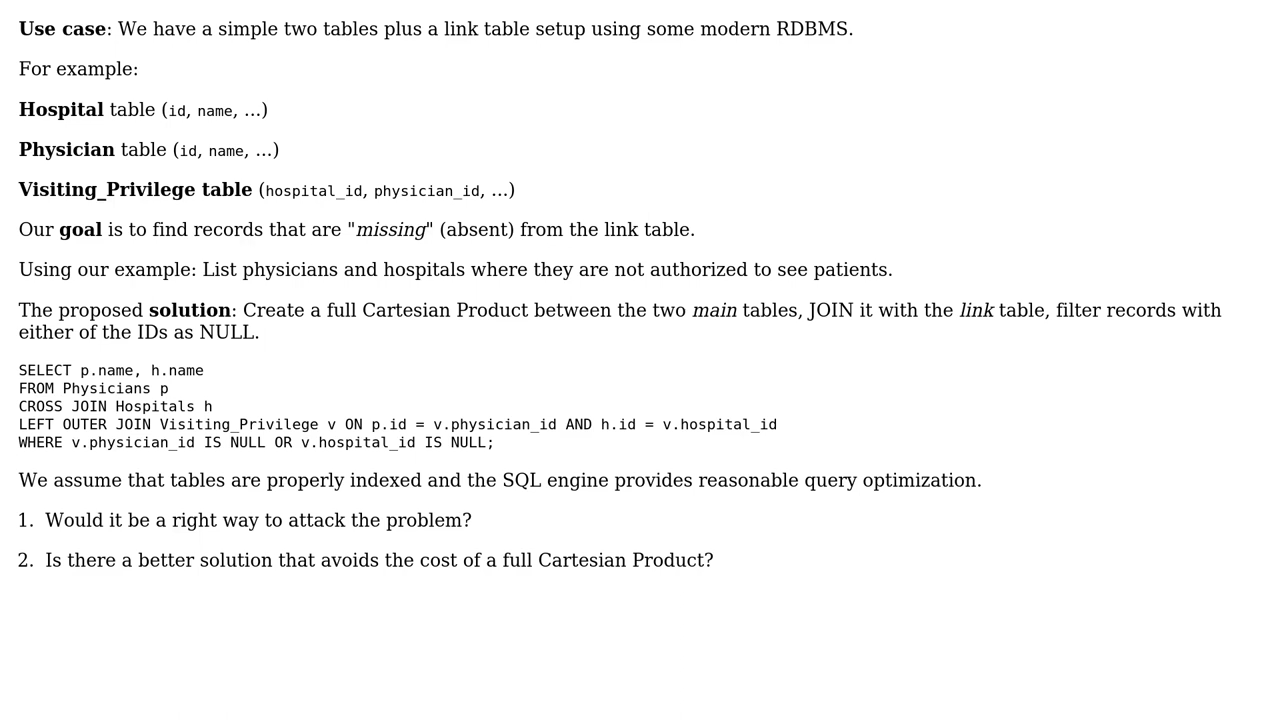 Use case: We have a simple two tables plus a link table setup using some modern RDBMS.
For example:
Hospital table (id, name, ...)
Physician table (id, name, ...)
Visiting_Privilege table (hospital_id, physician_id, ...)
Our goal is to find records that are "missing" (absent) from the link table.
Using our example: List physicians and hospitals where they are not authorized to see patients.
The proposed solution: Create a full Cartesian Product between the two main tables, JOIN it with the link table, filter records with
either of the IDs as NULL.
SELECT p.name, h.name
FROM Physicians p
CROSS JOIN Hospitals h
LEFT OUTER JOIN Visiting_Privilege v ON p.id = v.physician_id AND h.id = v.hospital_id
WHERE v.physician_id IS NULL OR v.hospital_id IS NULL;
We assume that tables are properly indexed and the SQL engine provides reasonable query optimization.
1. Would it be a right way to attack the problem?
2. Is there a better solution that avoids the cost of a full Cartesian Product?